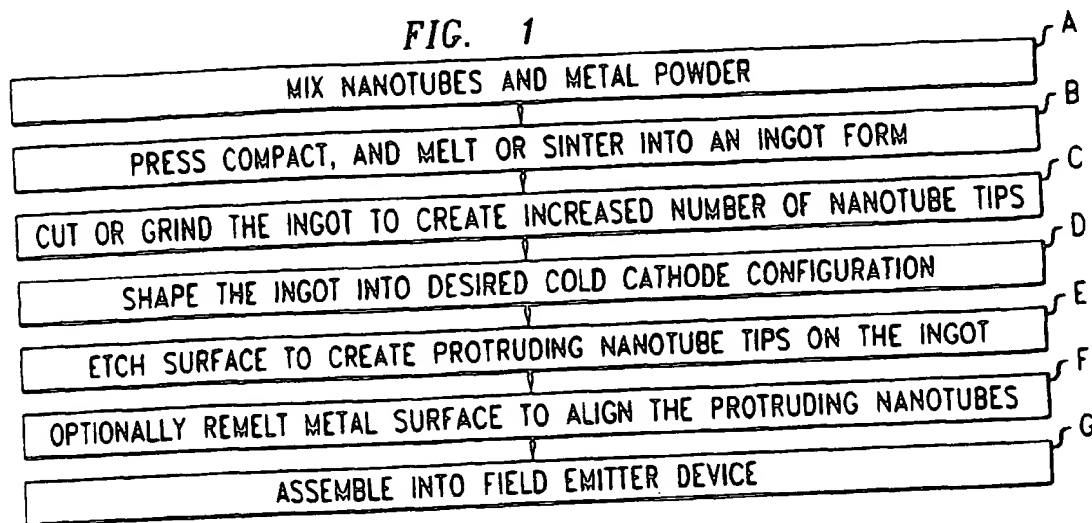 FIG. 1
A
MIX NANOTUBES AND METAL POWDER
B
PRESS COMPACT, AND MELT OR SINTER INTO AN INGOT FORM
C
CUT OR GRIND THE INGOT TO CREATE INCREASED NUMBER OF NANOTUBE TIPS
D
SHAPE THE INGOT INTO DESIRED COLD CATHODE CONFIGURATION
E
ETCH SURFACE TO CREATE PROTRUDING NANOTUBE TIPS ON THE INGOT
F
OPTIONALLY REMELT METAL SURFACE TO ALIGN THE PROTRUDING NANOTUBES
G
ASSEMBLE INTO FIELD EMITTER DEVICE